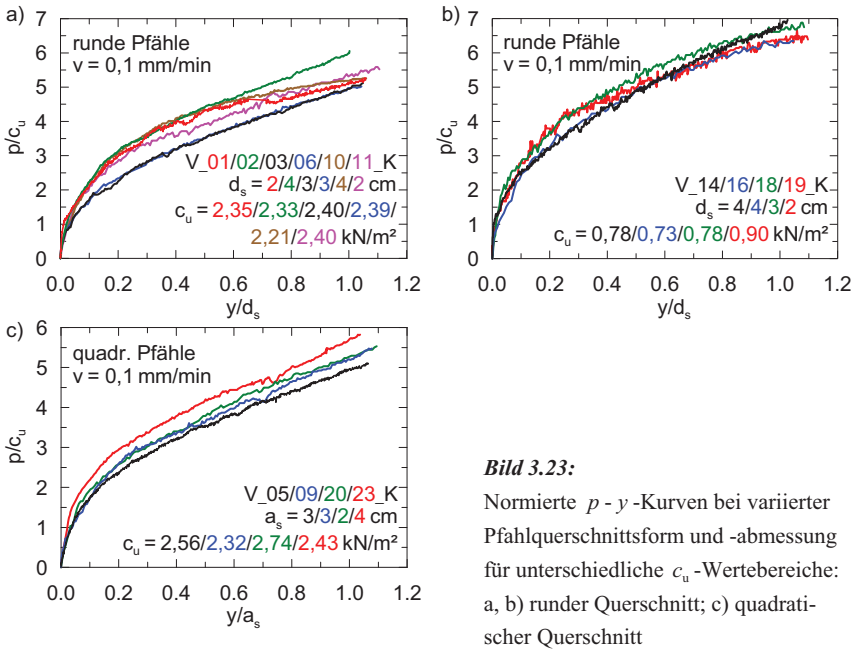 a)
7
6
5
4
3
2
1
0
p/c_u
runde Pfähle
v = 0,1 mm/min
V_01/02/03/06/10/11_K
d_s = 2/4/3/3/4/2 cm
c_u = 2,35/2,33/2,40/2,39/
2,21/2,40 kN/m²
0.0 0.2 0.4 0.6 0.8 1.0 1.2
y/d_s
b)
7
6
5
4
3
2
1
0
p/c_u
runde Pfähle
v = 0,1 mm/min
V_14/16/18/19_K
d_s = 4/4/3/2 cm
c_u = 0,78/0,73/0,78/0,90 kN/m²
0.0 0.2 0.4 0.6 0.8 1.0 1.2
y/d_s
c)
6
5
4
3
2
1
0
p/c_u
quadr. Pfähle
v = 0,1 mm/min
V_05/09/20/23_K
a_s = 3/3/2/4 cm
c_u = 2,56/2,32/2,74/2,43 kN/m²
0.0 0.2 0.4 0.6 0.8 1.0 1.2
y/a_s
Bild 3.23:
Normierte p - y -Kurven bei variierter
Pfahlquerschnittsform und -abmessung
für unterschiedliche c_u -Wertebereiche:
a, b) runder Querschnitt; c) quadrati-
scher Querschnitt